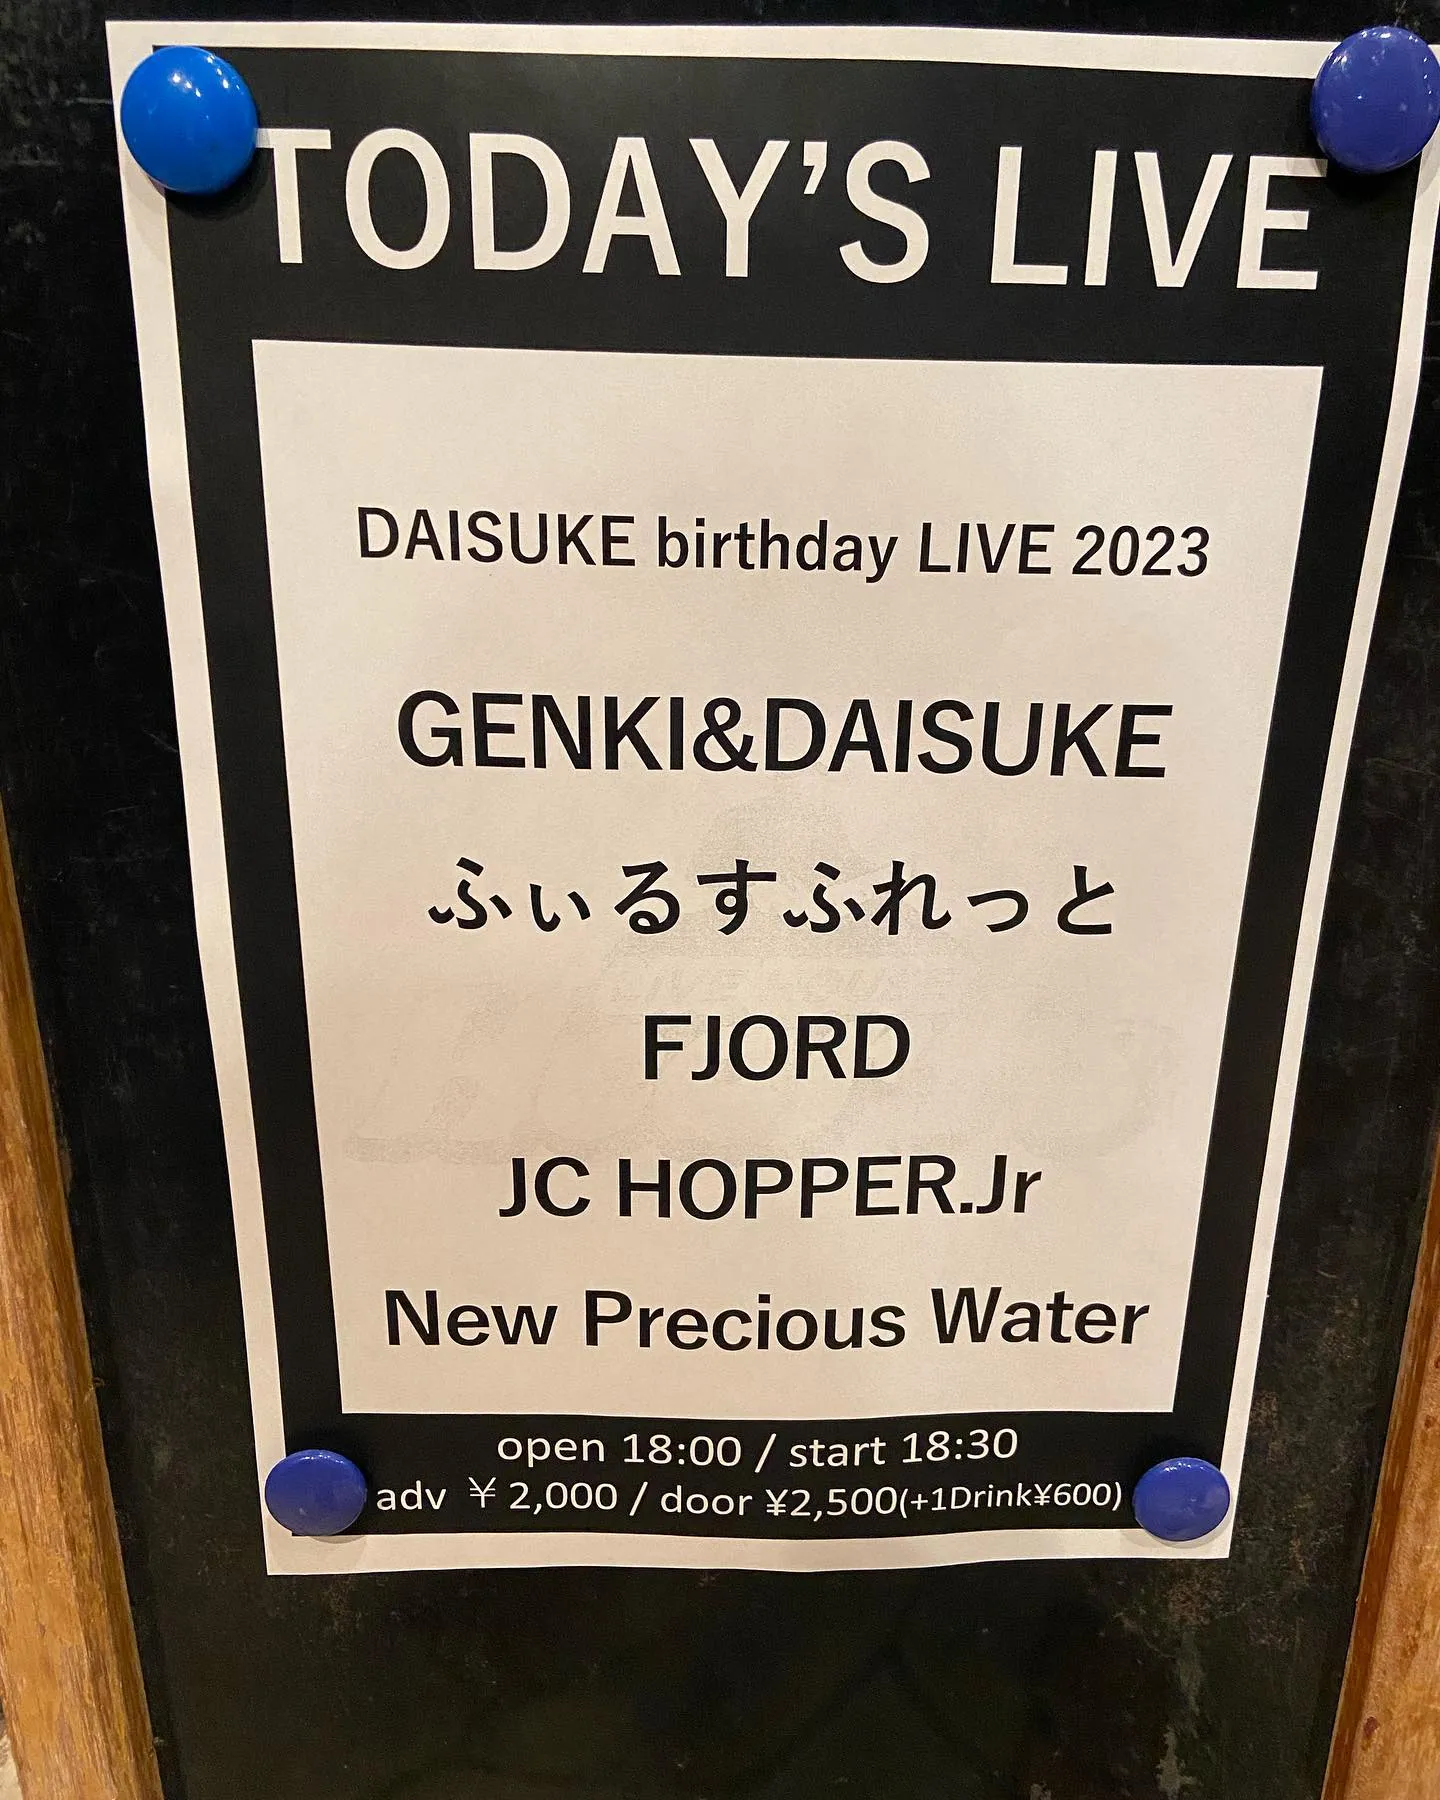 TODAY'S LIVE
DAISUKE birthday LIVE 2023
GENKI&DAISUKE
ふぃるすふれっと
FJORD
JC HOPPER.Jr
New Precious Water
open 18:00 / start 18:30
adv ￥2,000 / door ¥2,500(+1Drink¥600)